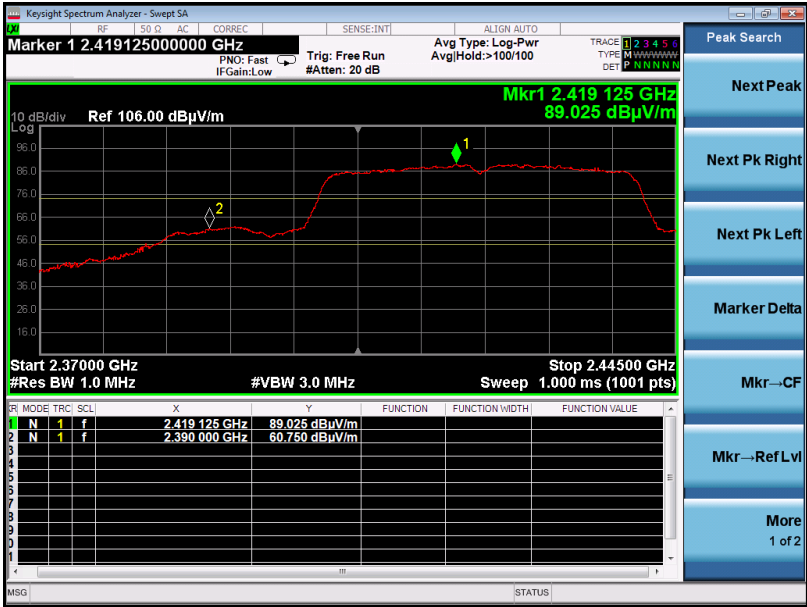 Keysight Spectrum Analyzer - Swept SA
LXI RF 50 Ω AC CORREC SENSE:INT ALIGN AUTO
Marker 1 2.419125000000 GHz
PNO: Fast
IFGain:Low
Trig: Free Run
#Atten: 20 dB
Avg Type: Log-Pwr
Avg|Hold:>100/100
TRACE 1 2 3 4 5 6
TYPE M W W W W W
DET P N N N N N
Mkr1 2.419 125 GHz
89.025 dBµV/m
10 dB/div Ref 106.00 dBµV/m
Log
96.0
86.0
76.0
66.0
56.0
46.0
36.0
26.0
16.0
1
2
Start 2.37000 GHz Stop 2.44500 GHz
#Res BW 1.0 MHz #VBW 3.0 MHz Sweep 1.000 ms (1001 pts)
MODE TRC SCL X Y FUNCTION FUNCTION WIDTH FUNCTION VALUE
1 N 1 f 2.419 125 GHz 89.025 dBµV/m
2 N 1 f 2.390 000 GHz 60.750 dBµV/m
3
4
5
6
7
8
9
MSG STATUS
Peak Search
Next Peak
Next Pk Right
Next Pk Left
Marker Delta
Mkr→CF
Mkr→Ref Lvl
More
1 of 2